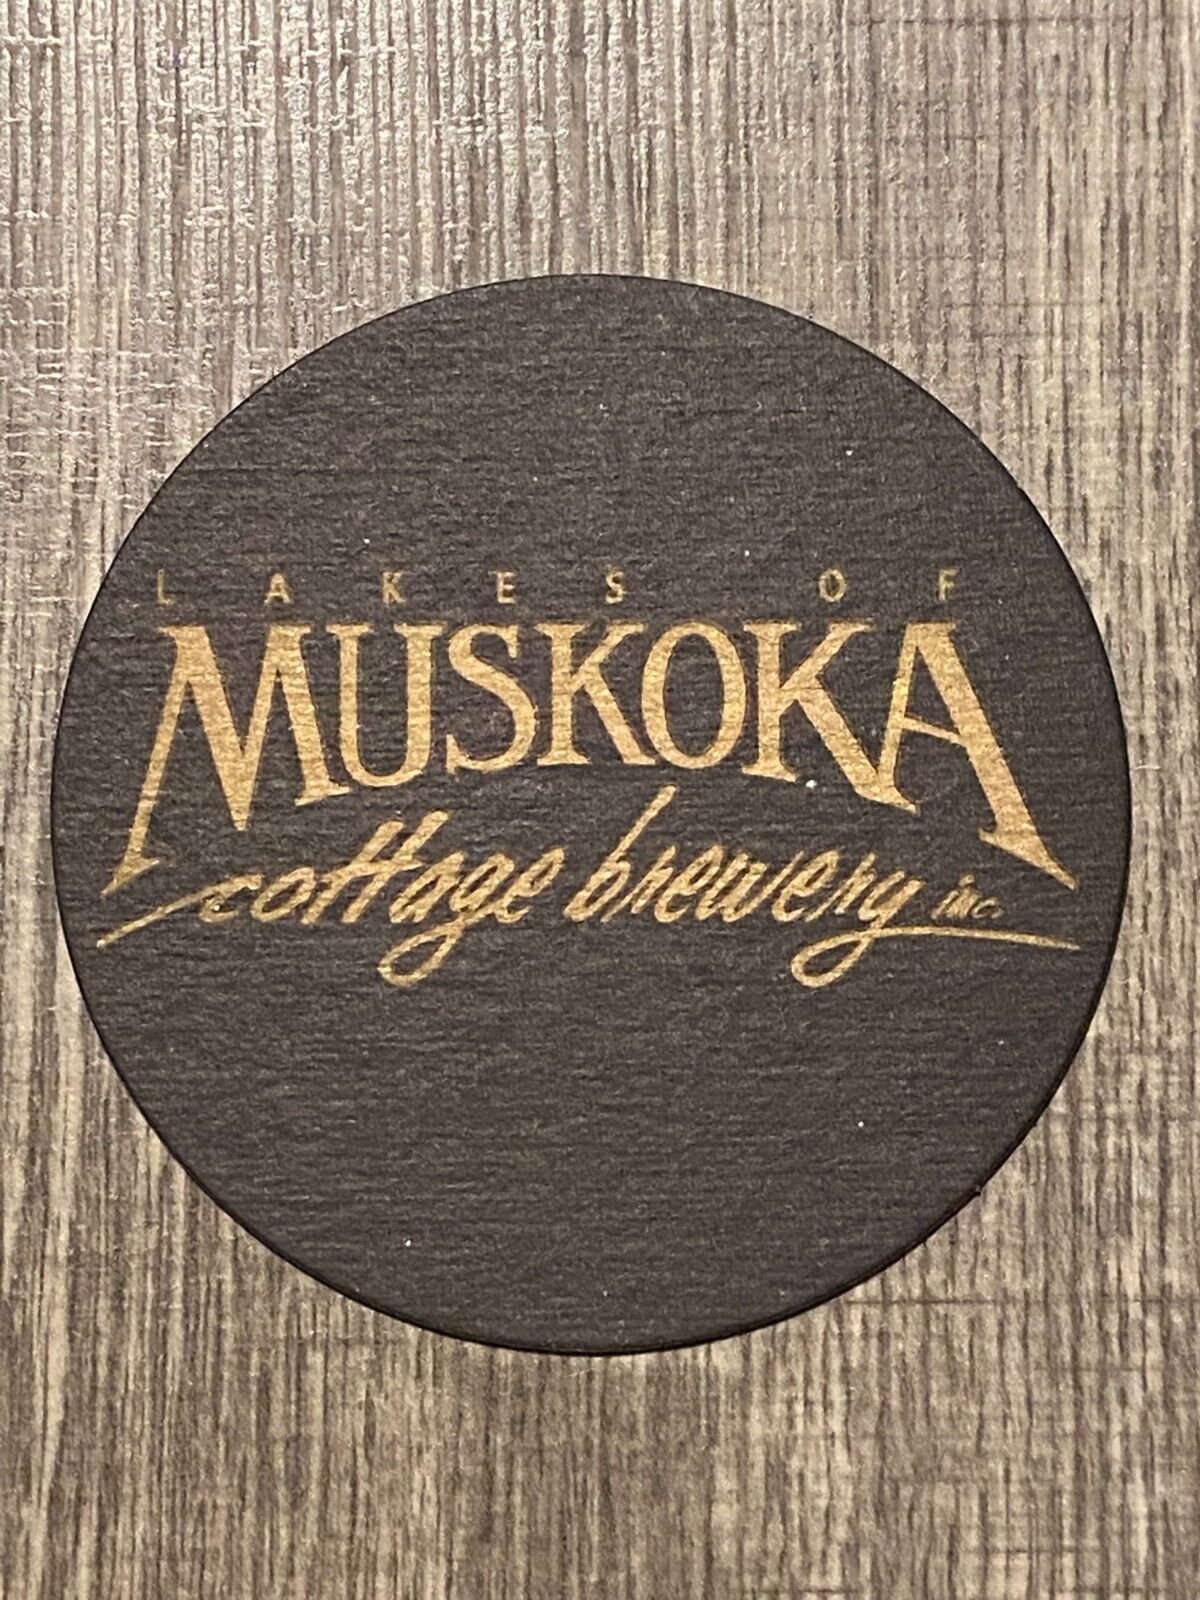 LAKES OF
MUSKOKA
cottage brewery inc.